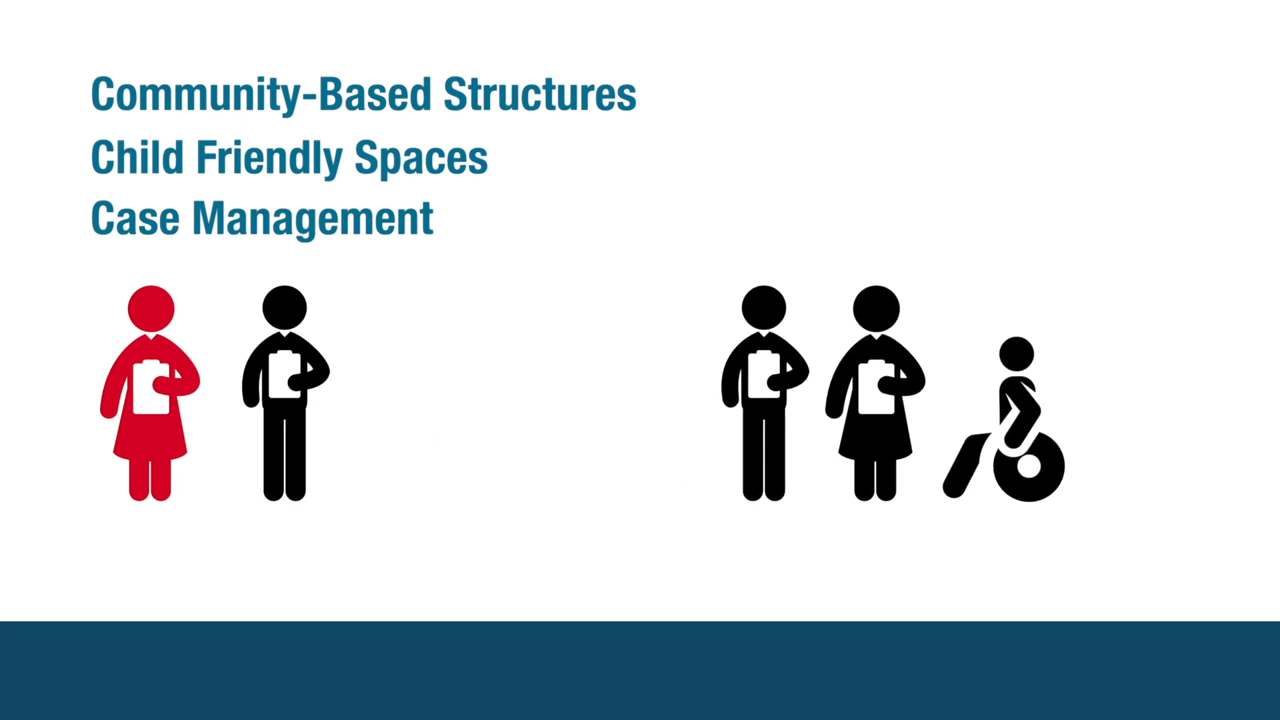 Community-Based Structures
Child Friendly Spaces
Case Management